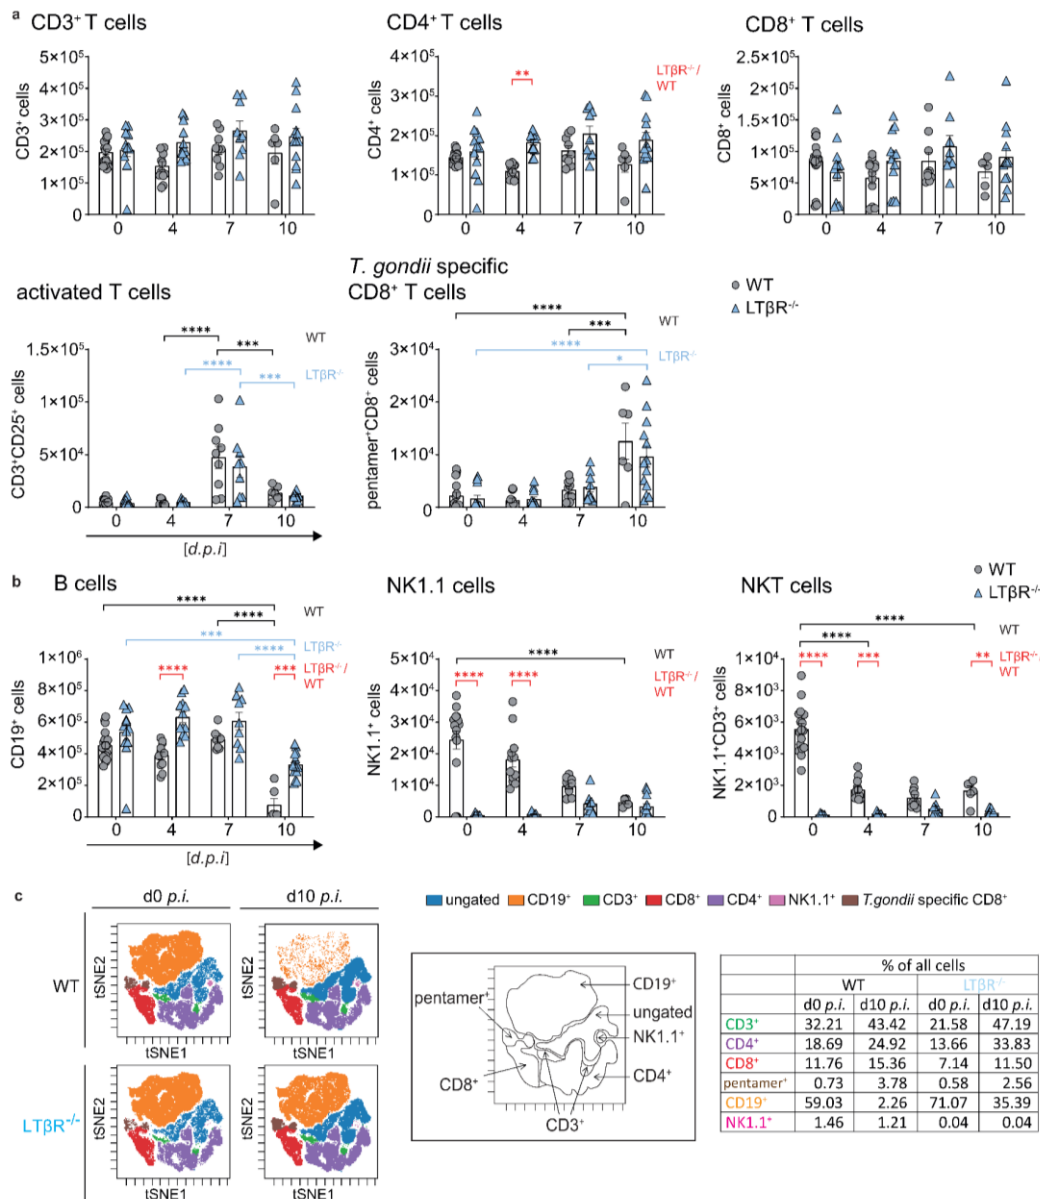 a
CD3⁺ T cells
CD4⁺ T cells
CD8⁺ T cells
CD3⁺ cells
5×10⁵
4×10⁵
3×10⁵
2×10⁵
1×10⁵
0
0 4 7 10
CD4⁺ cells
4×10⁵
3×10⁵
2×10⁵
1×10⁵
0
**
LTβR⁻/⁻/
WT
0 4 7 10
CD8⁺ cells
2.5×10⁵
2×10⁵
1.5×10⁵
1×10⁵
5×10⁴
0
0 4 7 10
activated T cells
T. gondii specific
CD8⁺ T cells
WT
LTβR⁻/⁻
**** *** WT
**** *** LTβR⁻/⁻
CD3⁺CD25⁺ cells
1.5×10⁵
1×10⁵
5×10⁴
0
0 4 7 10
[d.p.i]
**** WT
***
**** LTβR⁻/⁻
*
pentamer⁺CD8⁺ cells
3×10⁴
2×10⁴
1×10⁴
0
0 4 7 10
b
B cells
NK1.1 cells
NKT cells
WT
LTβR⁻/⁻
**** WT
****
*** LTβR⁻/⁻
****
**** *** LTβR⁻/⁻/
WT
CD19⁺ cells
1×10⁶
8×10⁵
6×10⁵
4×10⁵
2×10⁵
0
0 4 7 10
[d.p.i]
**** WT
**** **** LTβR⁻/⁻/
WT
NK1.1⁺ cells
5×10⁴
4×10⁴
3×10⁴
2×10⁴
1×10⁴
0
0 4 7 10
**** WT
****
**** *** ** LTβR⁻/⁻/
WT
NK1.1⁺CD3⁺ cells
1×10⁴
8×10³
6×10³
4×10³
2×10³
0
0 4 7 10
c
d0 p.i. d10 p.i.
WT
tSNE2 tSNE2
tSNE1 tSNE1
LTβR⁻/⁻
tSNE2 tSNE2
tSNE1 tSNE1
ungated CD19⁺ CD3⁺ CD8⁺ CD4⁺ NK1.1⁺ T.gondii specific CD8⁺
CD19⁺
pentamer⁺
ungated
NK1.1⁺
CD8⁺
CD4⁺
CD3⁺
% of all cells
WT LTβR⁻/⁻
d0 p.i. d10 p.i. d0 p.i. d10 p.i.
CD3⁺ 32.21 43.42 21.58 47.19
CD4⁺ 18.69 24.92 13.66 33.83
CD8⁺ 11.76 15.36 7.14 11.50
pentamer⁺ 0.73 3.78 0.58 2.56
CD19⁺ 59.03 2.26 71.07 35.39
NK1.1⁺ 1.46 1.21 0.04 0.04